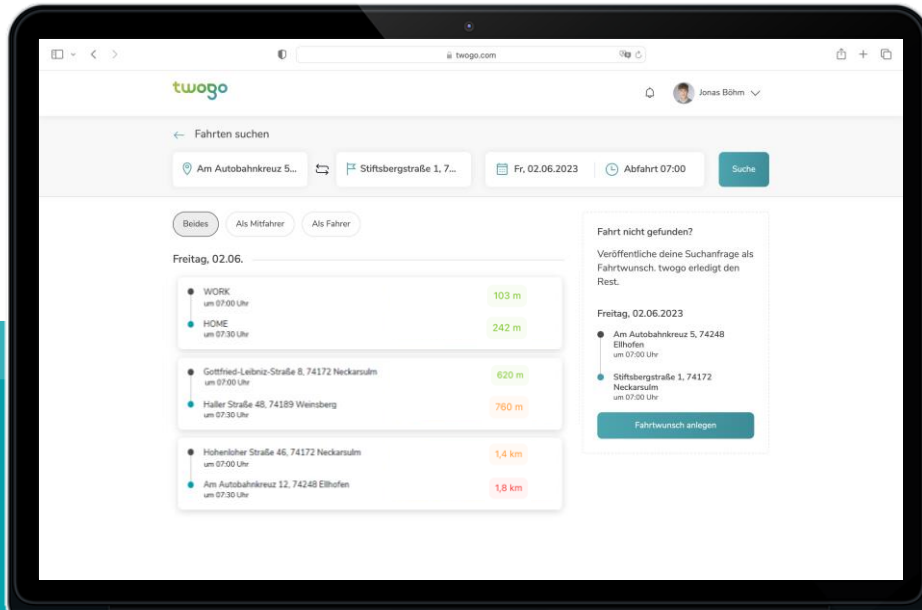 twogo.com
twogo
Jonas Böhm
Fahrten suchen
Am Autobahnkreuz 5...
Stiftsbergstraße 1, 7...
Fr, 02.06.2023
Abfahrt 07:00
Suche
Beides
Als Mitfahrer
Als Fahrer
Freitag, 02.06.
WORK
um 07:00 Uhr
103 m
HOME
um 07:30 Uhr
242 m
Gottfried-Leibniz-Straße 8, 74172 Neckarsulm
um 07:00 Uhr
620 m
Haller Straße 48, 74189 Weinsberg
um 07:30 Uhr
760 m
Hohenloher Straße 46, 74172 Neckarsulm
um 07:00 Uhr
1,4 km
Am Autobahnkreuz 12, 74248 Ellhofen
um 07:30 Uhr
1,8 km
Fahrt nicht gefunden?
Veröffentliche deine Suchanfrage als
Fahrtwunsch. twogo erledigt den
Rest.
Freitag, 02.06.2023
Am Autobahnkreuz 5, 74248
Ellhofen
um 07:00 Uhr
Stiftsbergstraße 1, 74172
Neckarsulm
um 07:00 Uhr
Fahrtwunsch anlegen